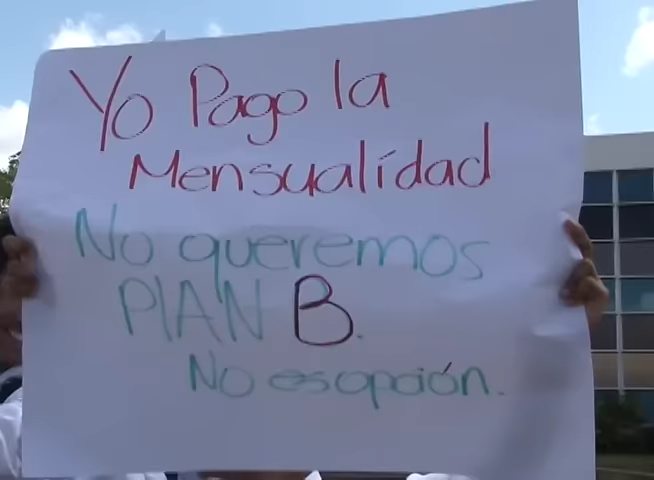 Yo Pago la
Mensualidad
No queremos
PlAN B.
No es opción.